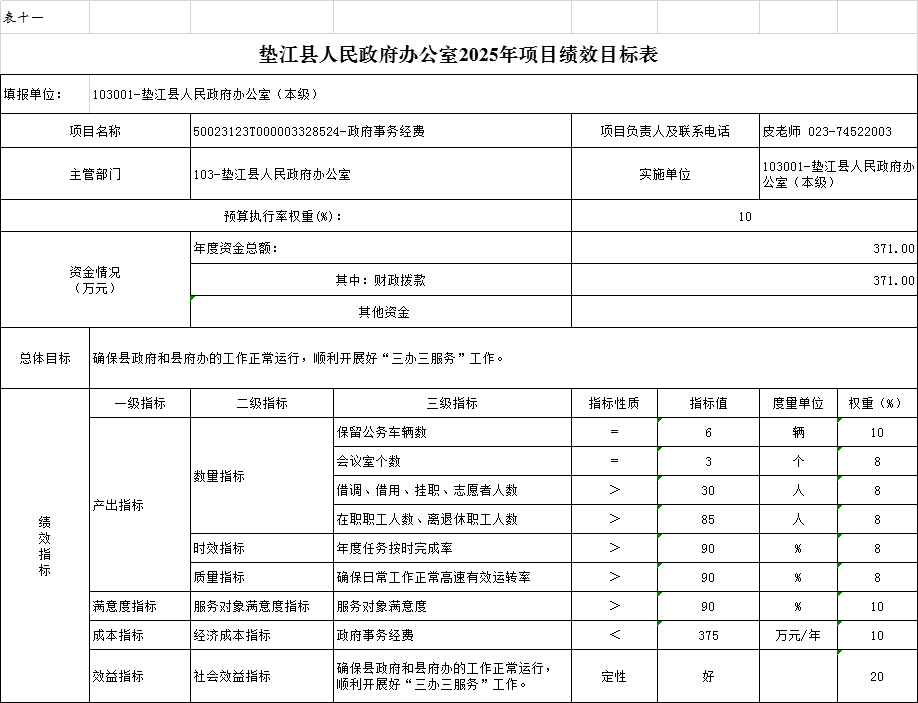 表十一
垫江县人民政府办公室2025年项目绩效目标表
填报单位： 103001-垫江县人民政府办公室（本级）
项目名称 50023123T000003328524-政府事务经费 项目负责人及联系电话 皮老师 023-74522003
主管部门 103-垫江县人民政府办公室 实施单位 103001-垫江县人民政府办
公室（本级）
预算执行率权重(%)： 10
资金情况
（万元）
年度资金总额： 371.00
其中：财政拨款 371.00
其他资金
总体目标 确保县政府和县府办的工作正常运行，顺利开展好“三办三服务”工作。
绩效指标
一级指标 二级指标 三级指标 指标性质 指标值 度量单位 权重（%）
产出指标 数量指标 保留公务车辆数 ＝ 6 辆 10
会议室个数 ＝ 3 个 8
借调、借用、挂职、志愿者人数 ＞ 30 人 8
在职职工人数、离退休职工人数 ＞ 85 人 8
时效指标 年度任务按时完成率 ＞ 90 % 8
质量指标 确保日常工作正常高速有效运转率 ＞ 90 % 8
满意度指标 服务对象满意度指标 服务对象满意度 ＞ 90 % 10
成本指标 经济成本指标 政府事务经费 ＜ 375 万元/年 10
效益指标 社会效益指标 确保县政府和县府办的工作正常运行，
顺利开展好“三办三服务”工作。 定性 好 20